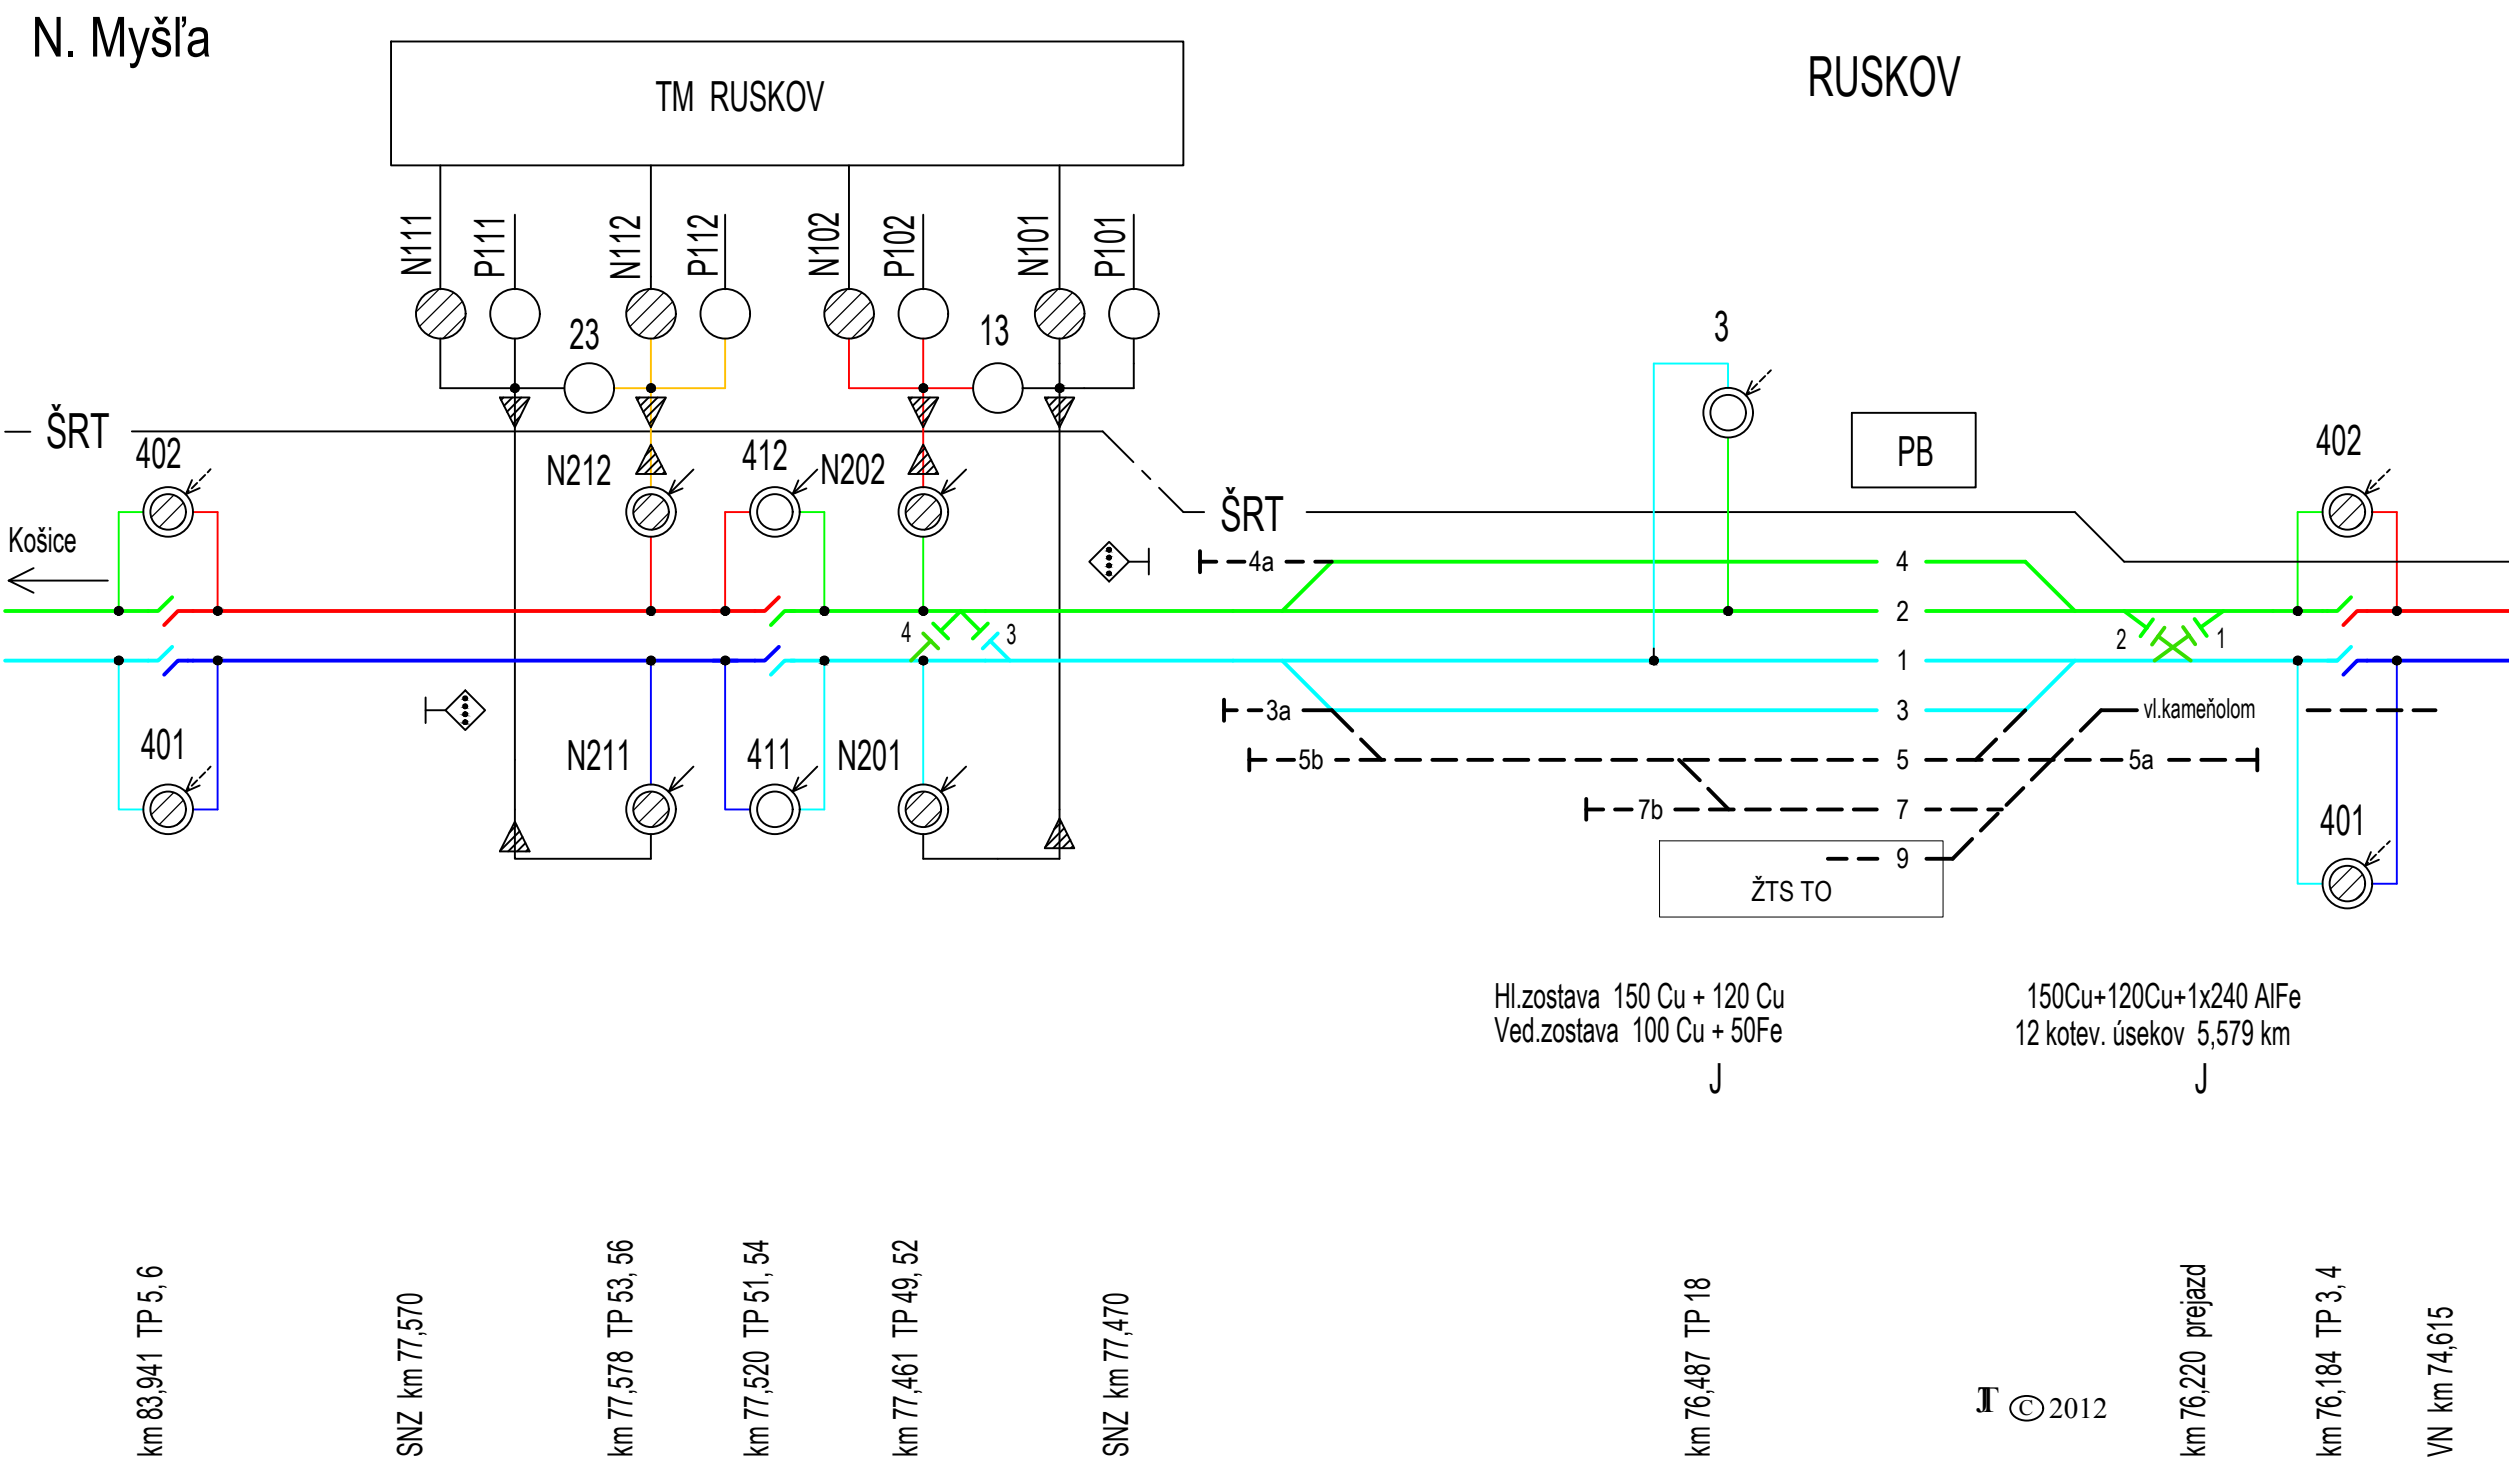 N. Myšľa
TM RUSKOV
RUSKOV
N111
P111
N112
P112
N102
P102
N101
P101
23
13
3
ŠRT
402
N212
412
N202
PB
402
ŠRT
Košice
4a
4
2
4
3
2
1
1
3a
3
vl.kameňolom
401
N211
411
N201
5b
5
5a
7b
7
401
9
ŽTS TO
Hl.zostava 150 Cu + 120 Cu
Ved.zostava 100 Cu + 50Fe
J
150Cu+120Cu+1x240 AlFe
12 kotev. úsekov 5,579 km
J
km 83,941 TP 5, 6
SNZ km 77,570
km 77,578 TP 53, 56
km 77,520 TP 51, 54
km 77,461 TP 49, 52
SNZ km 77,470
km 76,487 TP 18
JT © 2012
km 76,220 prejazd
km 76,184 TP 3, 4
VN km 74,615